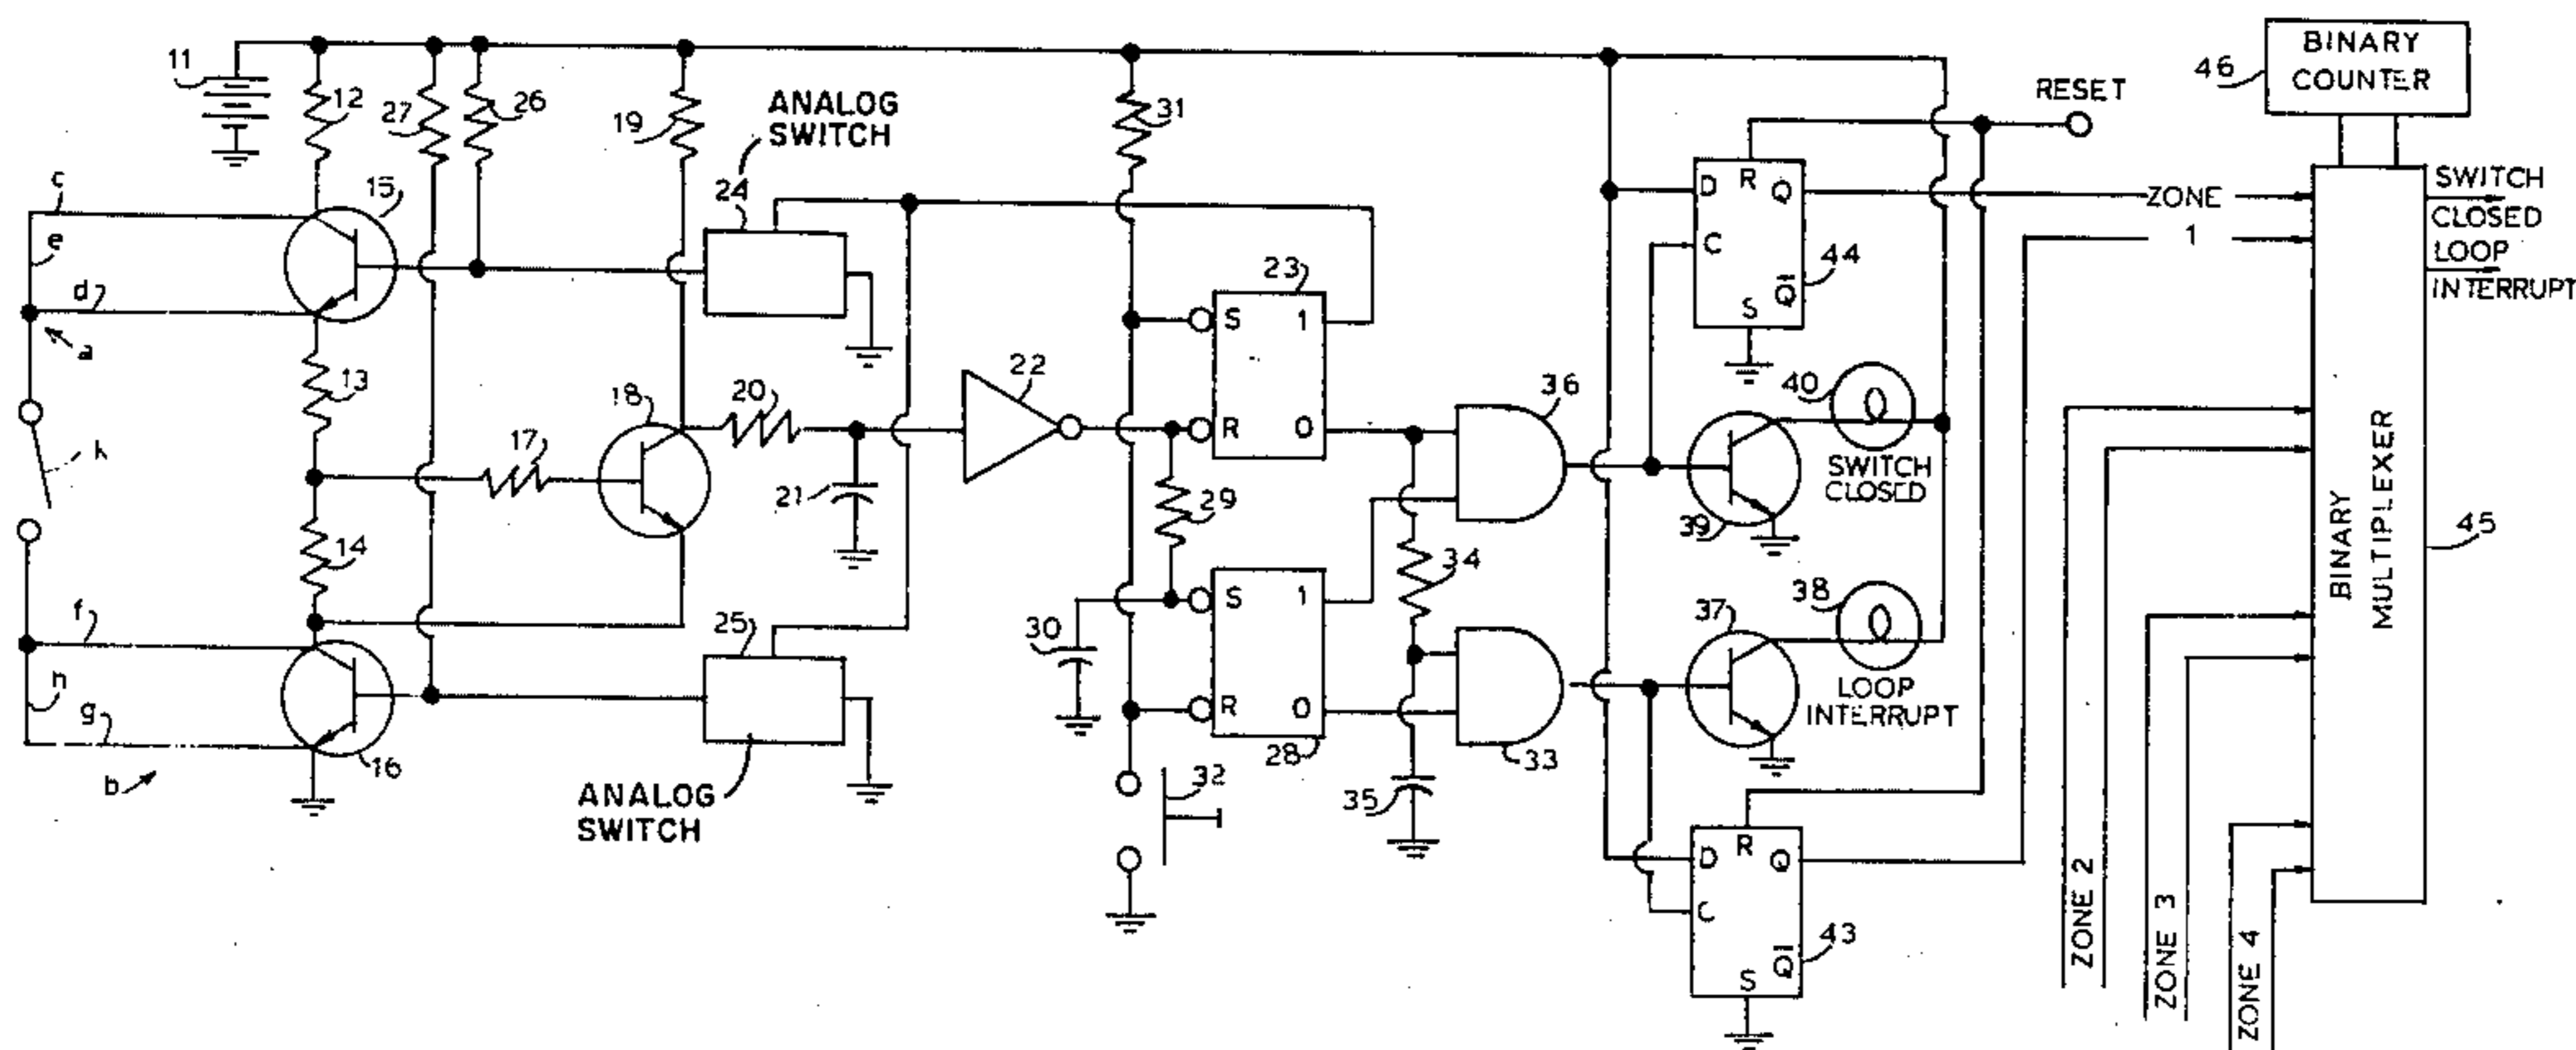 11
12
27
26
19
ANALOG
SWITCH
24
31
RESET
46
BINARY
COUNTER
c
15
e
d
a
13
k
18
17
20
21
22
23
S
1
R
0
29
36
D
R
Q
C
S
Q̄
44
ZONE
1
SWITCH
CLOSED
LOOP
INTERRUPT
40
SWITCH
CLOSED
39
14
f
h
g
b
16
25
ANALOG
SWITCH
30
S
1
R
0
28
32
34
35
33
37
38
LOOP
INTERRUPT
D
R
Q
C
S
Q̄
43
ZONE 2
ZONE 3
ZONE 4
BINARY
MULTIPLEXER
45